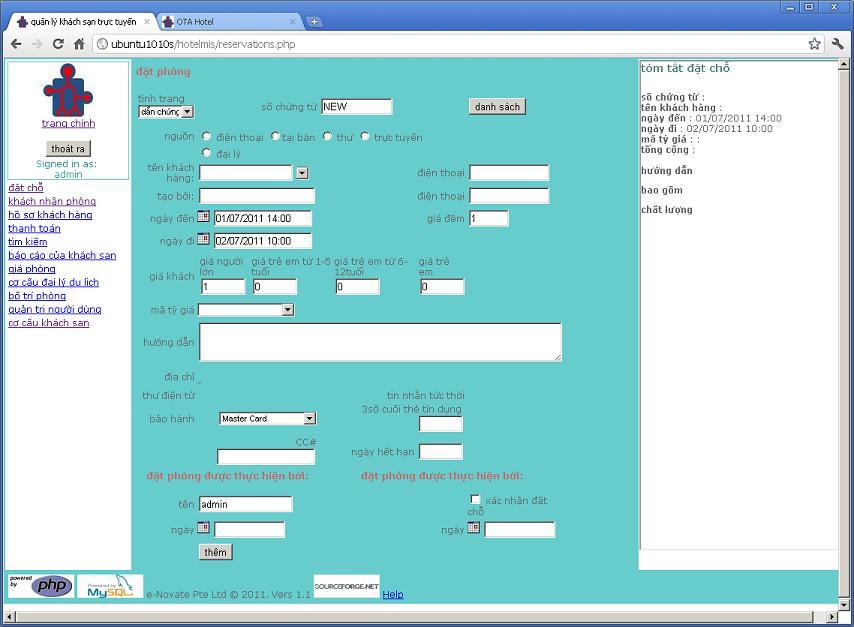 quản lý khách sạn trực tuyến
OTA Hotel
ubuntu1010s/hotelmis/reservations.php
trang chính
thoát ra
Signed in as:
admin
đặt chỗ
khách nhận phòng
hồ sơ khách hàng
thanh toán
tìm kiếm
báo cáo của khách sạn
giá phòng
cơ cấu đại lý du lịch
bố trí phòng
quản trị người dùng
cơ cấu khách sạn
đặt phòng
tình trạng
dẫn chứng
số chứng từ NEW
danh sách
nguồn điện thoại tại bàn thư trực tuyến
đại lý
tên khách
hàng:
điện thoại
tạo bởi:
điện thoại
ngày đến 01/07/2011 14:00
giá đêm 1
ngày đi 02/07/2011 10:00
giá khách
giá người
lớn
1
giá trẻ em từ 1-5
tuổi
0
giá trẻ em từ 6-
12tuổi
0
giá trẻ
em
0
mã tỷ giá
hướng dẫn
địa chỉ
thư điện tử
tin nhắn tức thời
bảo hành Master Card
3số cuối thẻ tín dụng
CC#
ngày hết hạn
đặt phòng được thực hiện bởi:
đặt phòng được thực hiện bởi:
tên admin
xác nhận đặt
chỗ
ngày
ngày
thêm
tóm tắt đặt chỗ
số chứng từ :
tên khách hàng :
ngày đến : 01/07/2011 14:00
ngày đi : 02/07/2011 10:00
mã tỷ giá : :
tổng cộng :
hướng dẫn
bao gồm
chất lượng
powered
by php
Powered by
MySQL
e-Novate Pte Ltd © 2011. Vers 1.1
SOURCEFORGE.NET
Help